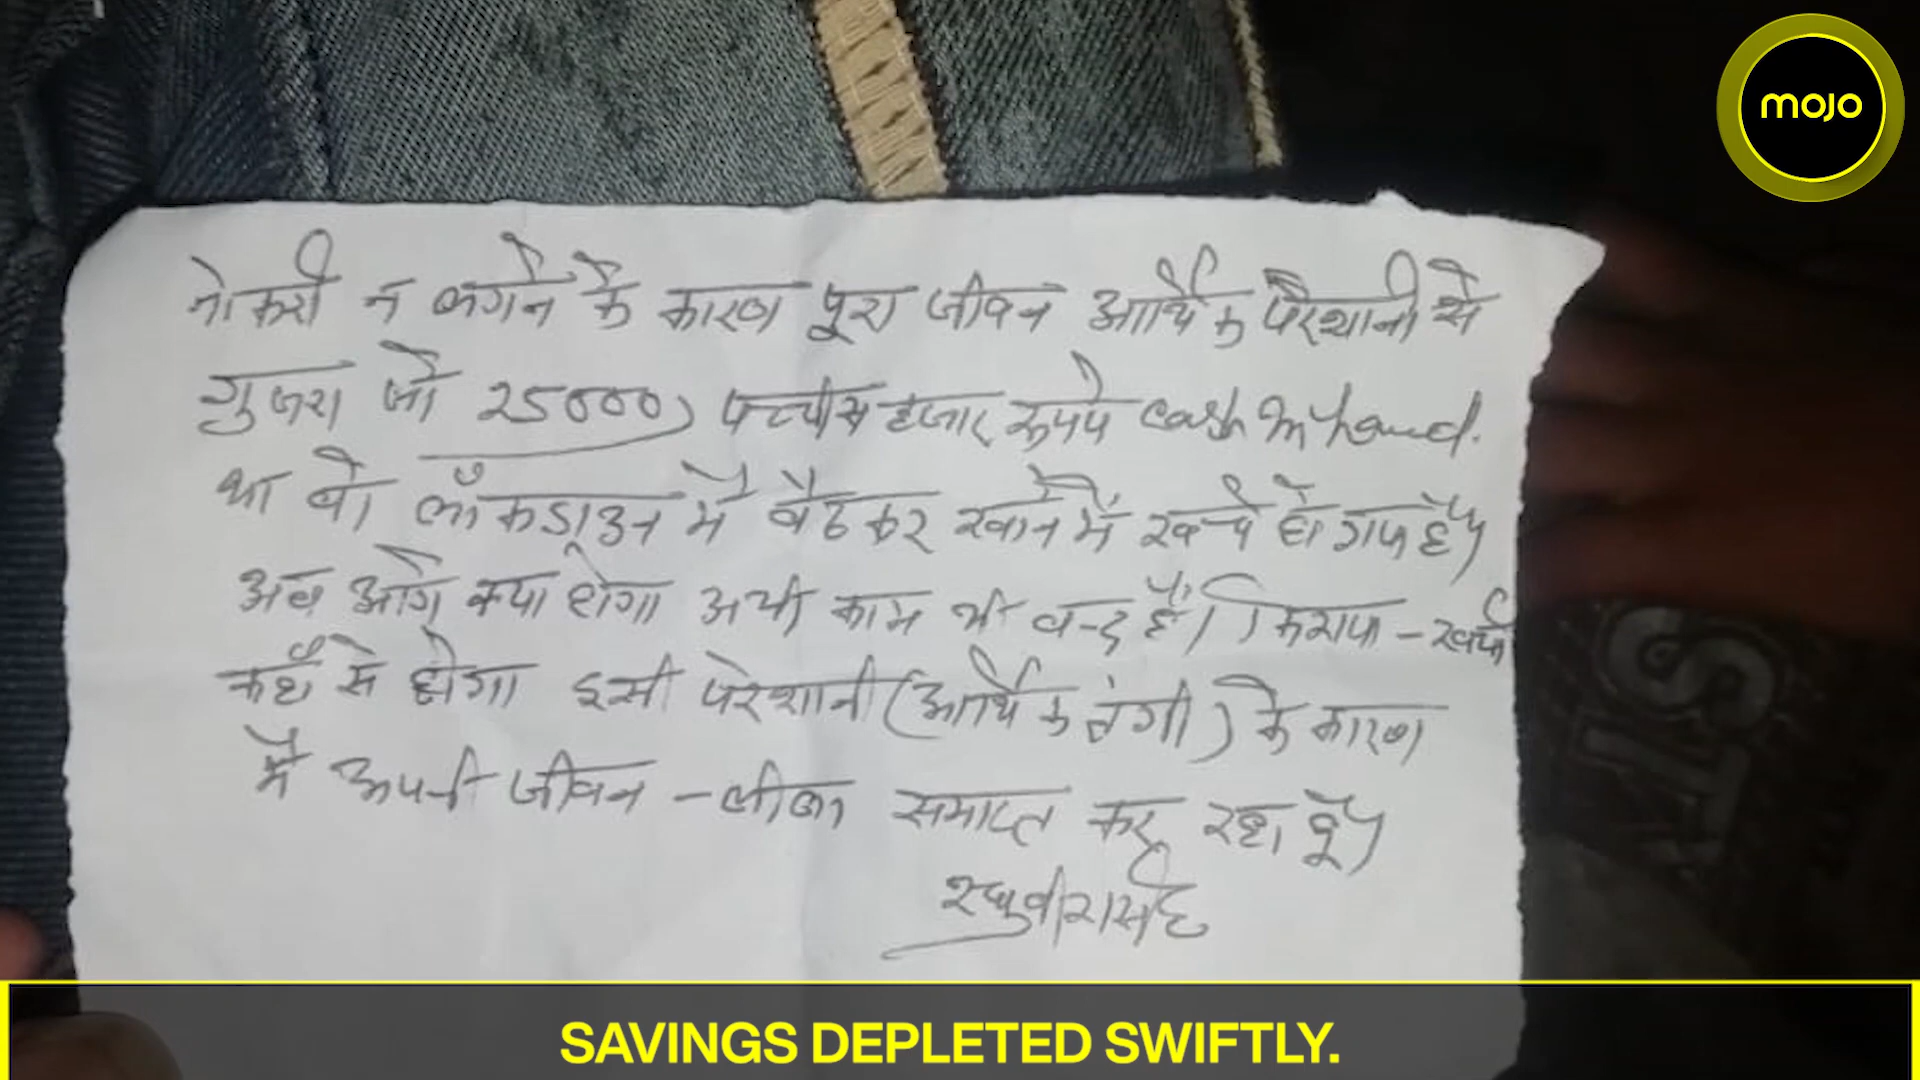 mojo
नोकरी न लगने के कारण पूरा जीवन आर्थिक परेशानी से
गुजरा जो 25000) पच्चीस हजार रूपये cash in hand.
था वो लॉकडाउन में बैठकर खाने में खर्च हो गए हैं।
अब आगे क्या होगा अभी काम भी बन्द है। किराया - खर्चा
कहाँ से होगा इसी परेशानी (आर्थिक तंगी) के कारण
मैं अपनी जीवन - लीला समाप्त कर रहा हूँ।
रघुवीरसिंह
SAVINGS DEPLETED SWIFTLY.